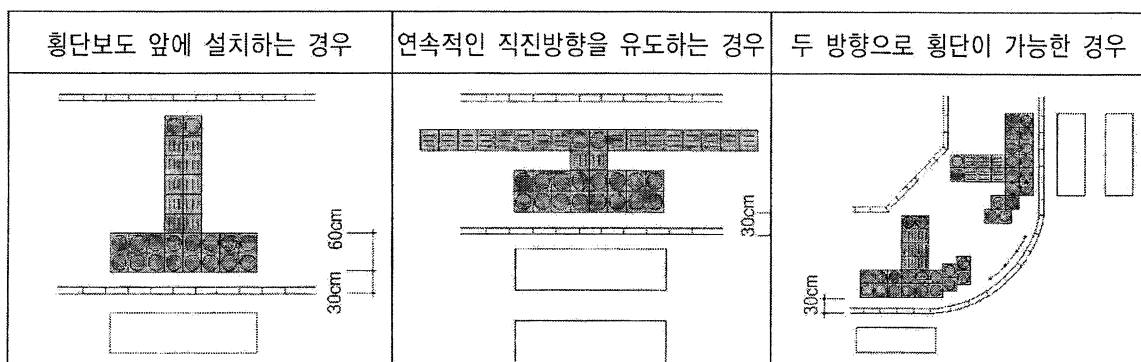 횡단보도 앞에 설치하는 경우
연속적인 직진방향을 유도하는 경우
두 방향으로 횡단이 가능한 경우
60cm
30cm
30cm
30cm